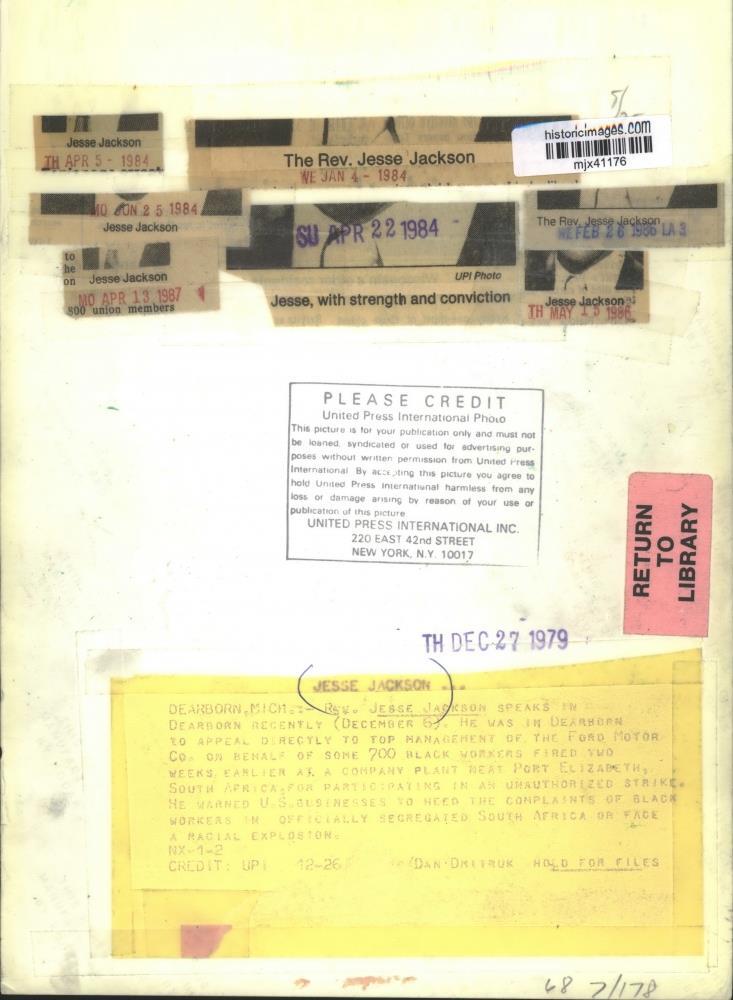 5/
historicimages.com
mjx41176
Jesse Jackson
TH APR 5 - 1984
The Rev. Jesse Jackson
WE JAN 4 - 1984
MO JUN 25 1984
Jesse Jackson
SU APR 22 1984
The Rev. Jesse Jackson
WE FEB 26 1986 LA 3
to
he
on
Jesse Jackson
MO APR 13 1987
800 union members
UPI Photo
Jesse, with strength and conviction
Jesse Jackson
TH MAY 15 1986
PLEASE CREDIT
United Press International Photo
This picture is for your publication only and must not
be loaned, syndicated or used for advertising pur-
poses without written permission from United Press
International By accepting this picture you agree to
hold United Press International harmless from any
loss or damage arising by reason of your use or
publication of this picture
UNITED PRESS INTERNATIONAL INC.
220 EAST 42nd STREET
NEW YORK, N.Y. 10017
RETURN
TO
LIBRARY
TH DEC 27 1979
JESSE JACKSON ...
DEARBORN, MICH.:- REV. JESSE JACKSON SPEAKS IN
DEARBORN RECENTLY (DECEMBER 6). HE WAS IN DEARBORN
TO APPEAL DIRECTLY TO TOP MANAGEMENT OF THE FORD MOTOR
CO. ON BEHALF OF SOME 700 BLACK WORKERS FIRED TWO
WEEKS EARLIER AT A COMPANY PLANT NEAT PORT ELIZABETH,
SOUTH AFRICA FOR PARTICIPATING IN AN UNAUTHORIZED STRIKE.
HE WARNED U.S. BUSINESSES TO HEED THE COMPLAINTS OF BLACK
WORKERS IN OFFICIALLY SEGREGATED SOUTH AFRICA OR FACE
A RACIAL EXPLOSION.
NX-1-2
CREDIT: UPI 12-26 DAN DMITRUK HOLD FOR FILES
68 7/178